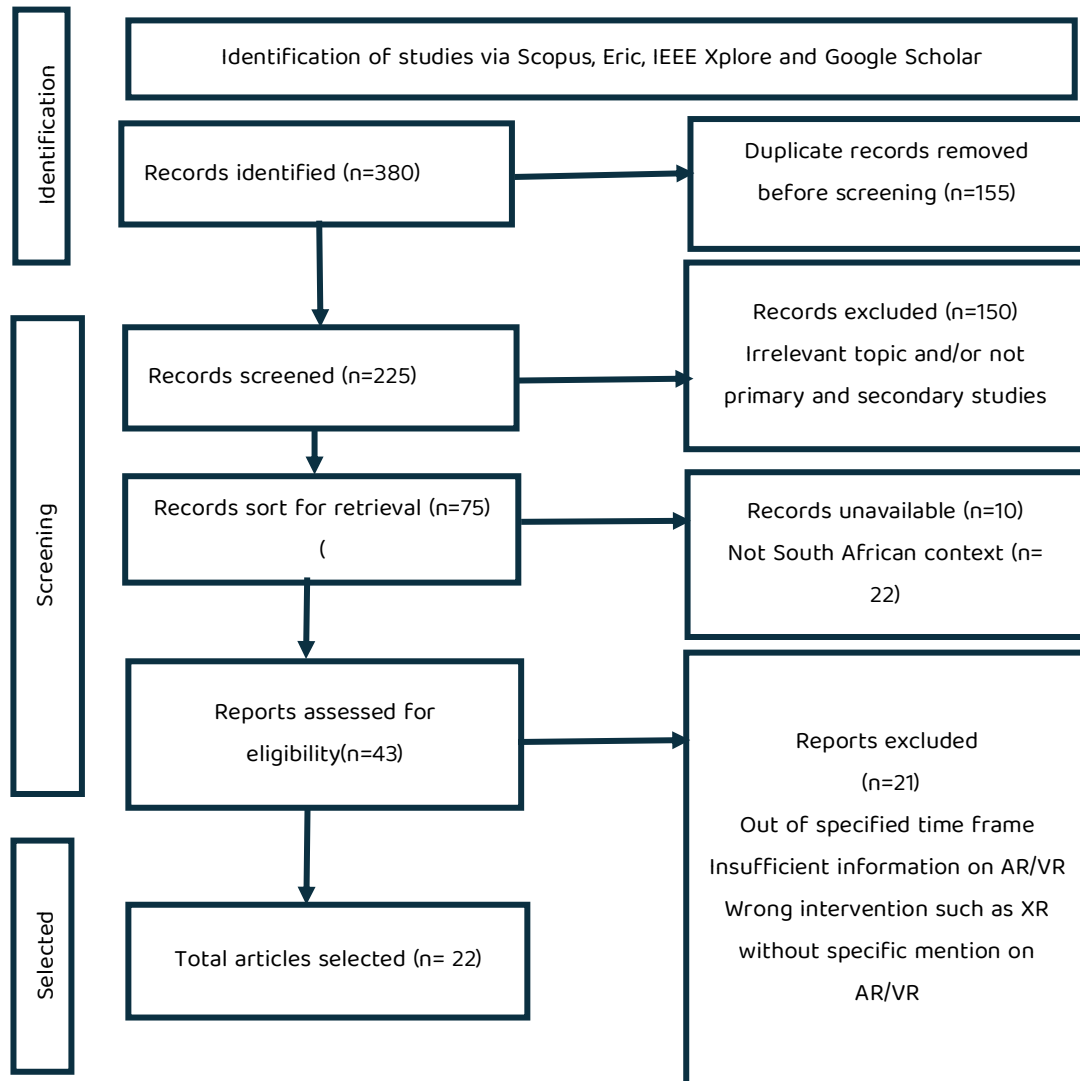 Identification
Identification of studies via Scopus, Eric, IEEE Xplore and Google Scholar
Records identified (n=380)
Duplicate records removed
before screening (n=155)
Screening
Records screened (n=225)
Records excluded (n=150)
Irrelevant topic and/or not
primary and secondary studies
Records sort for retrieval (n=75)
(
Records unavailable (n=10)
Not South African context (n=
22)
Reports assessed for
eligibility(n=43)
Reports excluded
(n=21)
Out of specified time frame
Insufficient information on AR/VR
Wrong intervention such as XR
without specific mention on
AR/VR
Selected
Total articles selected (n= 22)